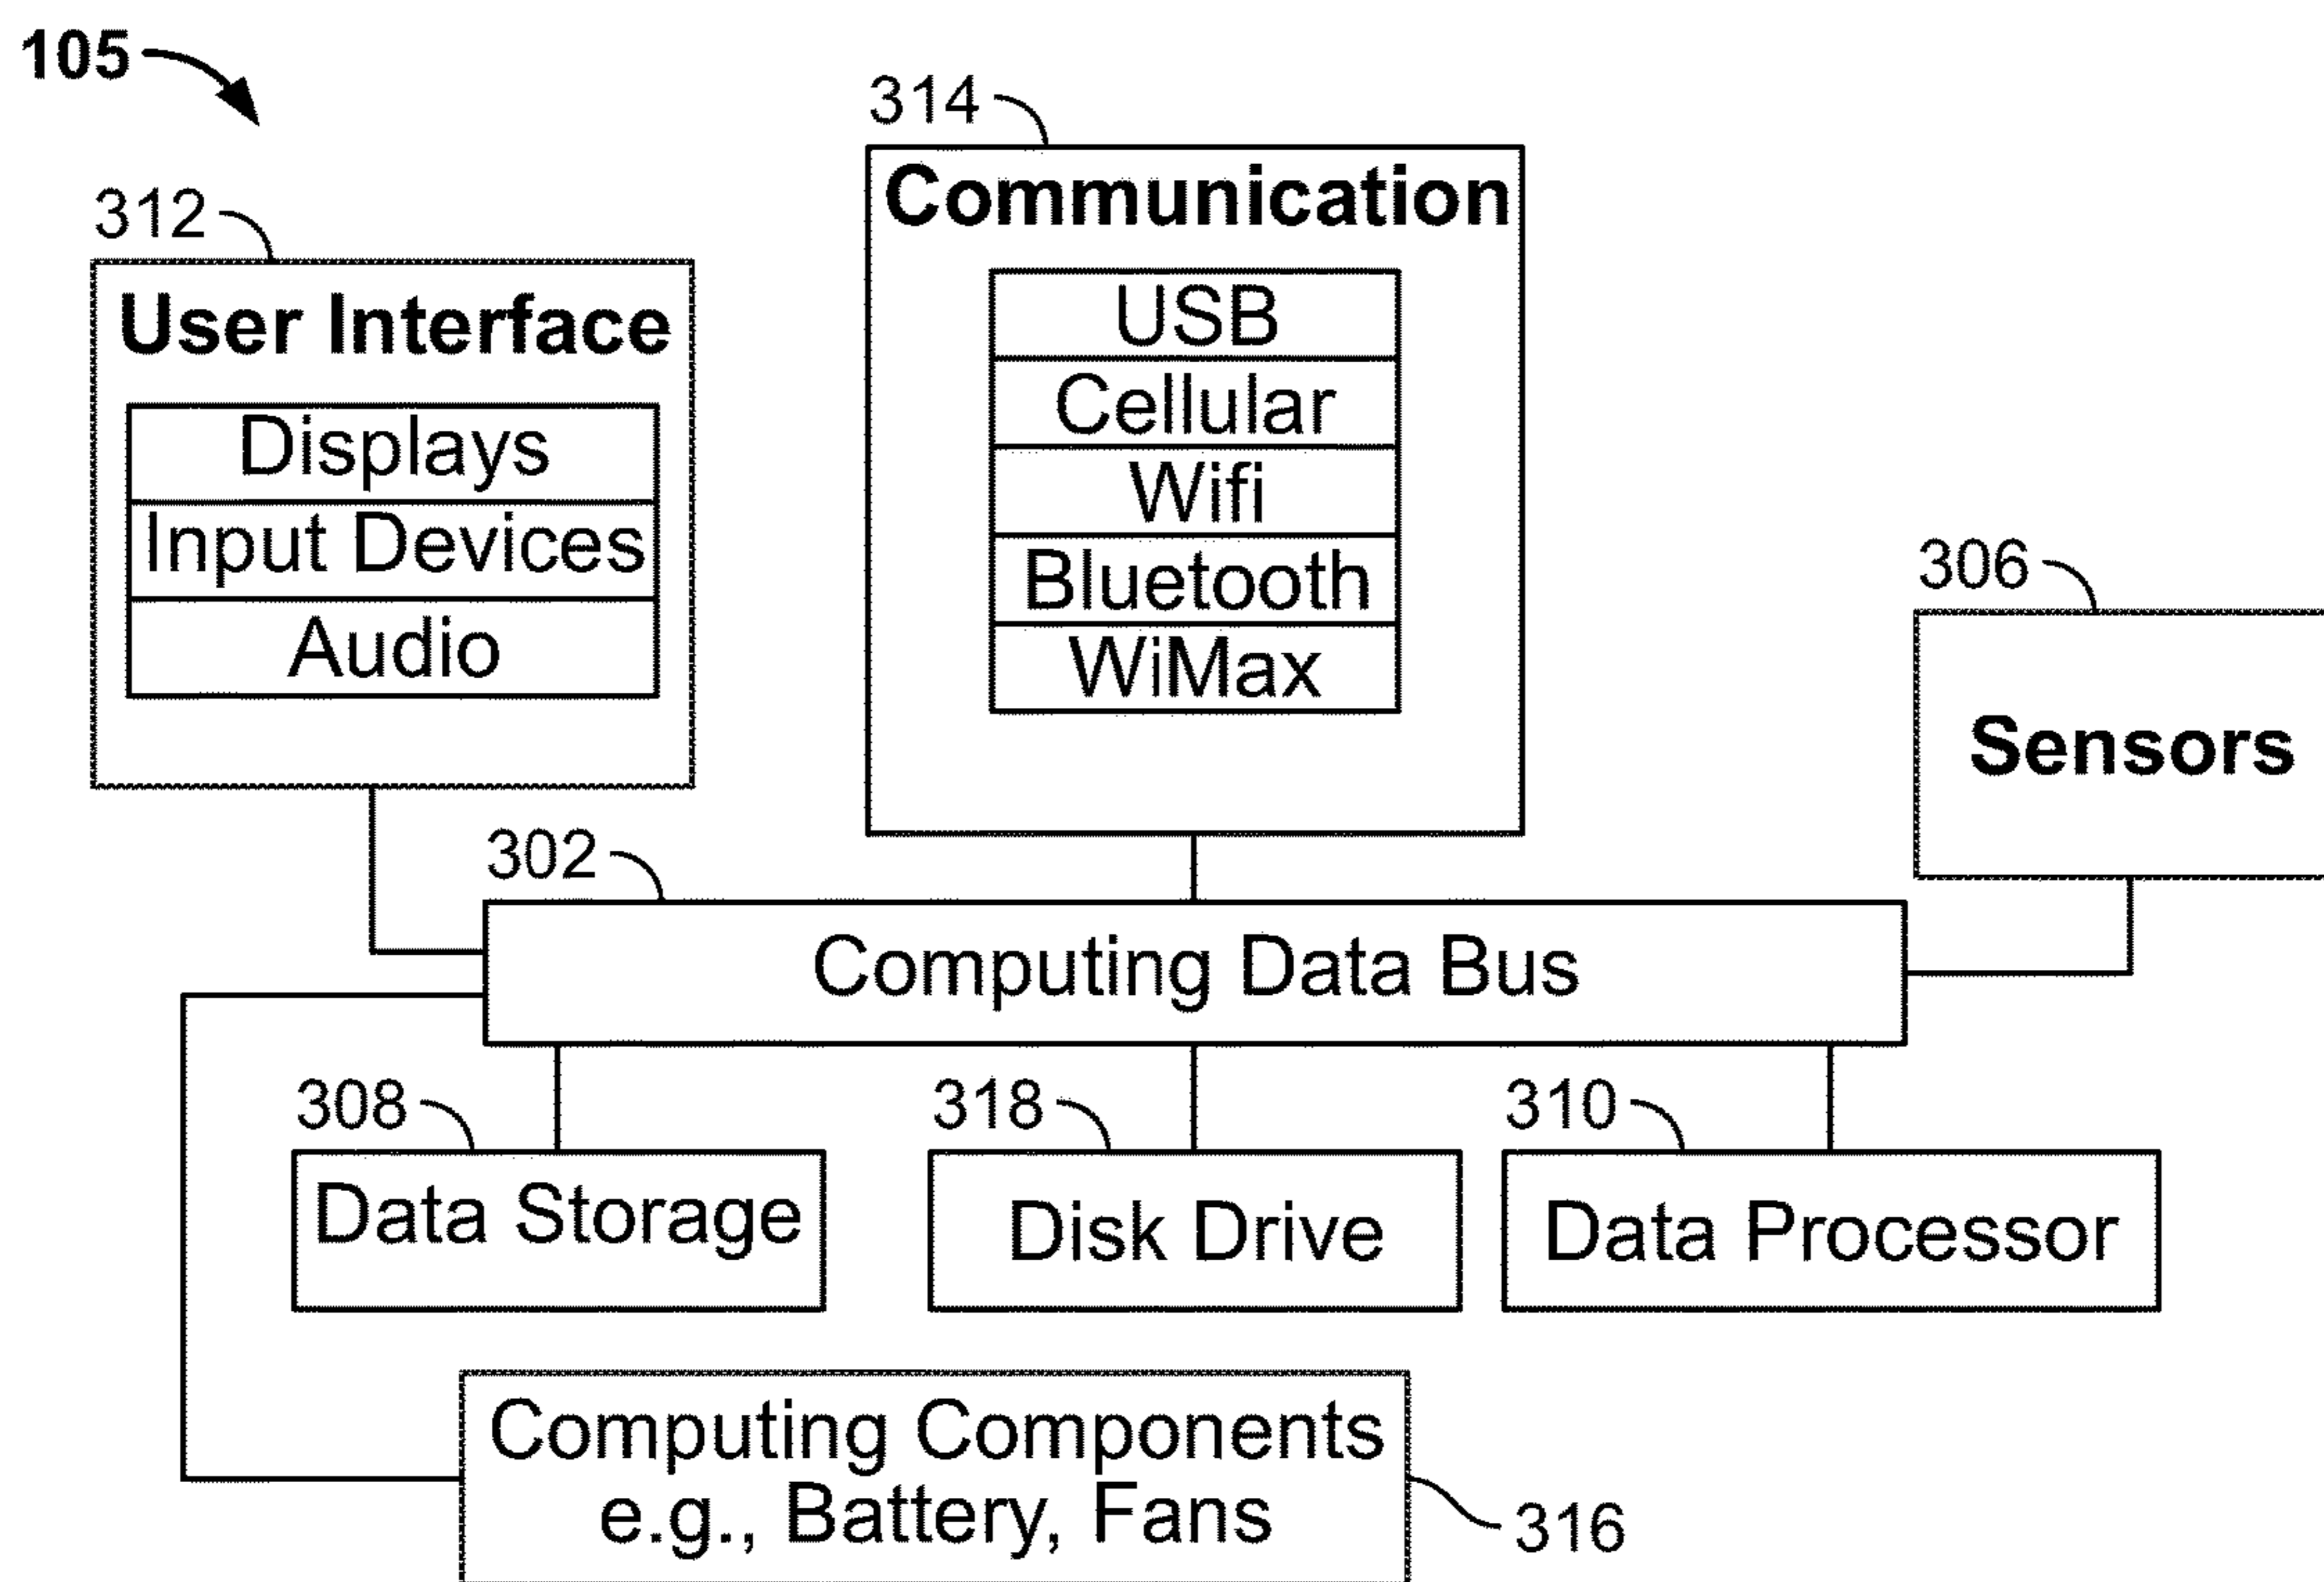 105
314
Communication
312
User Interface
USB
Cellular
Wifi
Bluetooth
WiMax
Displays
Input Devices
Audio
306
Sensors
302
Computing Data Bus
308
318
310
Data Storage
Disk Drive
Data Processor
Computing Components
e.g., Battery, Fans
316